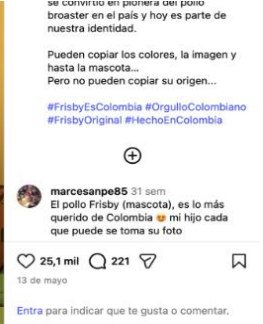 se convirtió en pionera del pollo
broaster en el país y hoy es parte de
nuestra identidad.
Pueden copiar los colores, la imagen y
hasta la mascota...
Pero no pueden copiar su origen...
#FrisbyEsColombia #OrgulloColombiano
#FrisbyOriginal #HechoEnColombia
marcesanpe85 31 sem
El pollo Frisby (mascota), es lo más
querido de Colombia 😍 mi hijo cada
que puede se toma su foto
25,1 mil 221
13 de mayo
Entra para indicar que te gusta o comentar.